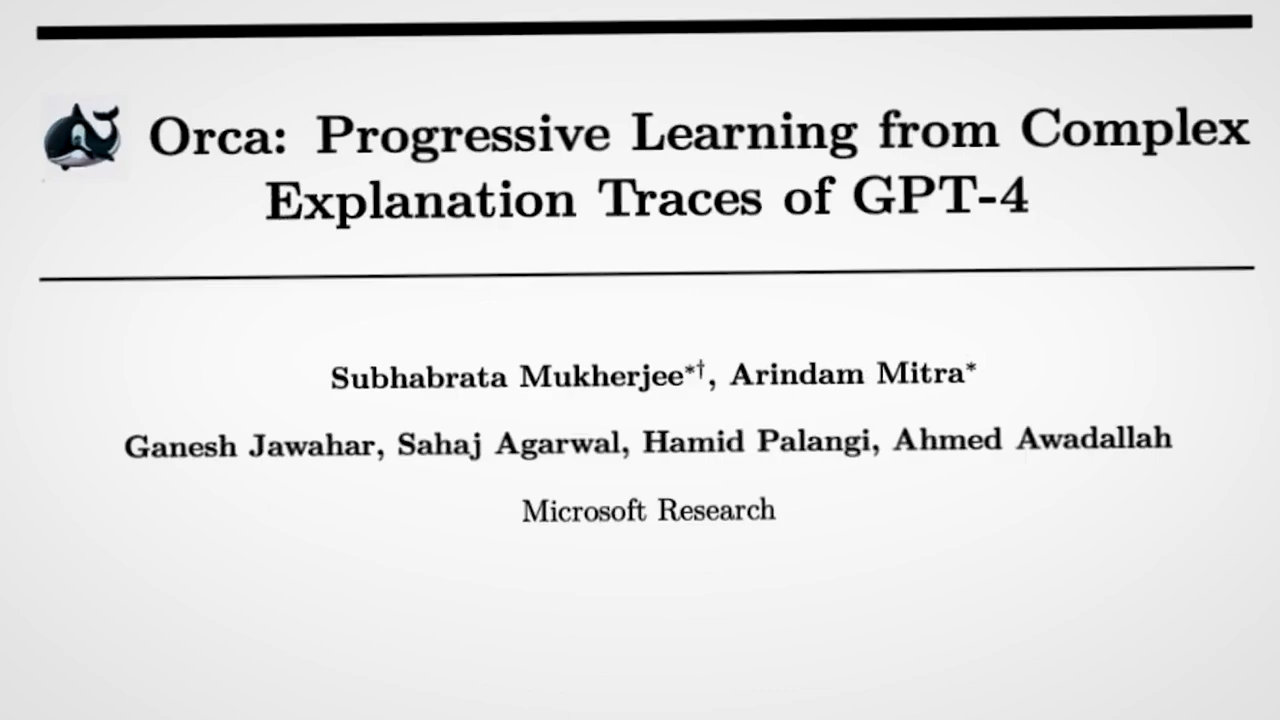 Orca: Progressive Learning from Complex
Explanation Traces of GPT-4
Subhabrata Mukherjee*†, Arindam Mitra*
Ganesh Jawahar, Sahaj Agarwal, Hamid Palangi, Ahmed Awadallah
Microsoft Research